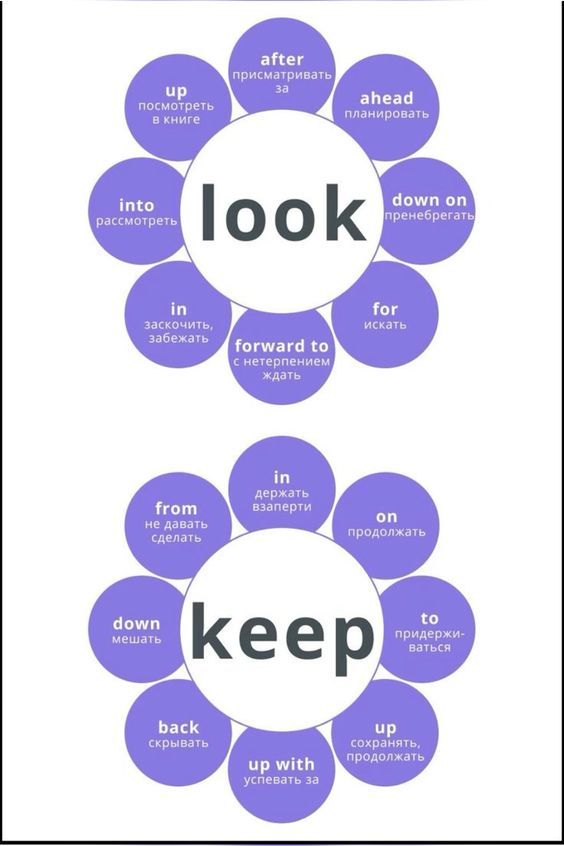 look
after
присматривать
за
ahead
планировать
down on
пренебрегать
for
искать
forward to
с нетерпением
ждать
in
заскочить,
забежать
into
рассмотреть
up
посмотреть
в книге
keep
in
держать
взаперти
on
продолжать
to
придержи-
ваться
up
сохранять,
продолжать
up with
успевать за
back
скрывать
down
мешать
from
не давать
сделать